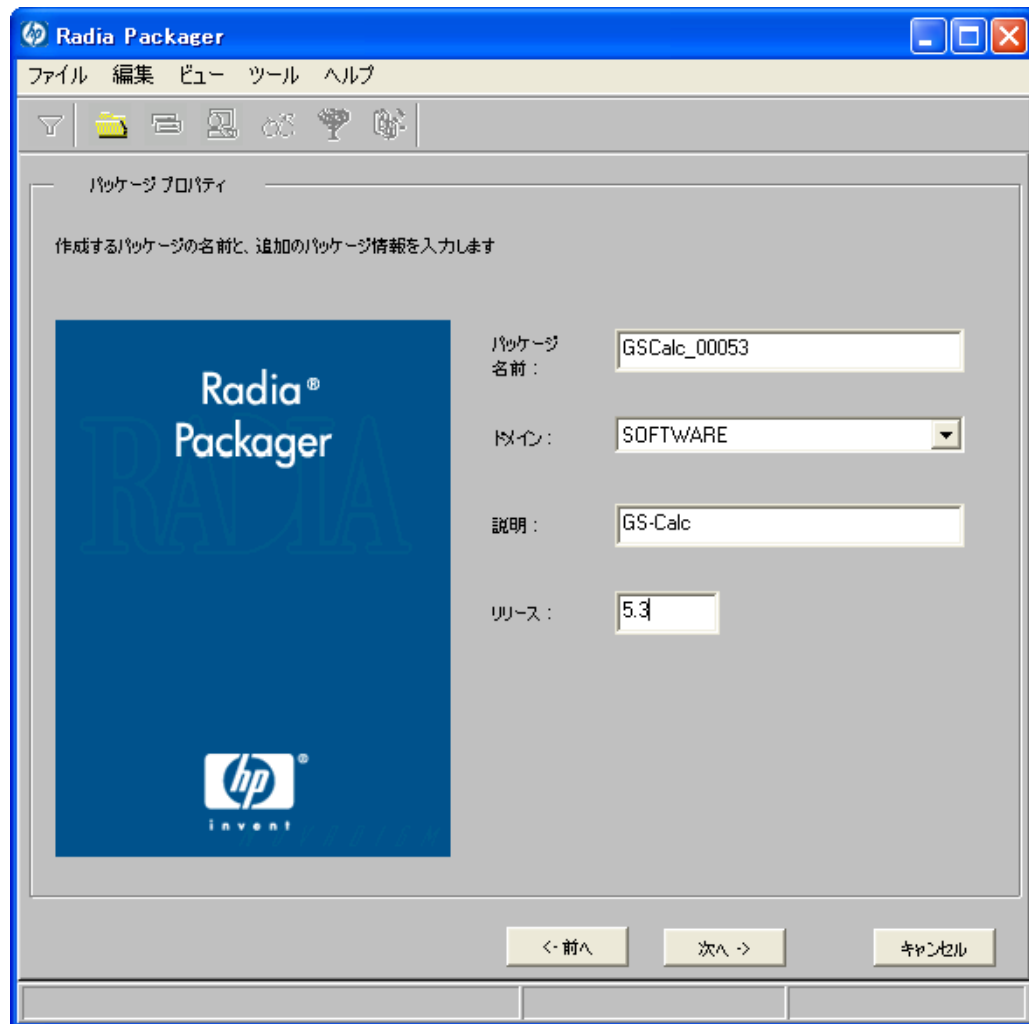 Radia Packager
ファイル 編集 ビュー ツール ヘルプ
パッケージ プロパティ
作成するパッケージの名前と、追加のパッケージ情報を入力します
Radia®
Packager
RADIA
hp®
invent
パッケージ
名前 :
GSCalc_00053
ドメイン :
SOFTWARE
説明 :
GS-Calc
リリース :
5.3
<- 前へ
次へ ->
キャンセル